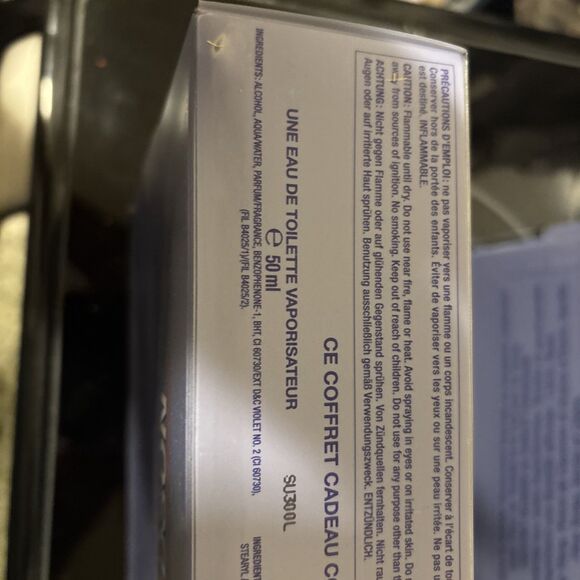 PRÉCAUTIONS D'EMPLOI: ne pas vaporiser vers une flamme ou un corps incandescent. Conserver à l'écart de
Conserver hors de la portée des enfants. Éviter de vaporiser vers les yeux ou sur une peau irritée. Ne pas
est destiné. INFLAMMABLE.
CAUTION: Flammable until dry. Do not use near fire, flame or heat. Avoid spraying in eyes or on irritated skin. Do
away from sources of ignition. No smoking. Keep out of reach of children. Do not use for any purpose other than
ACHTUNG: Nicht gegen Flamme oder auf glühenden Gegenstand sprühen. Von Zündquellen fernhalten. Nicht
Augen oder auf irritierte Haut sprühen. Benutzung ausschließlich gemäß Verwendungszweck. ENTZÜNDLICH.
CE COFFRET CADEAU
UNE EAU DE TOILETTE VAPORISATEUR
e 50 ml
SU300L
INGREDIENTS: ALCOHOL, AQUA/WATER, PARFUM/FRAGRANCE, BENZOPHENONE-1, BHT, CI 60730/EXT D&C VIOLET NO. 2 (CI 60730),
(FIL B4025/1)/(FIL B4025/2).
STEARYL